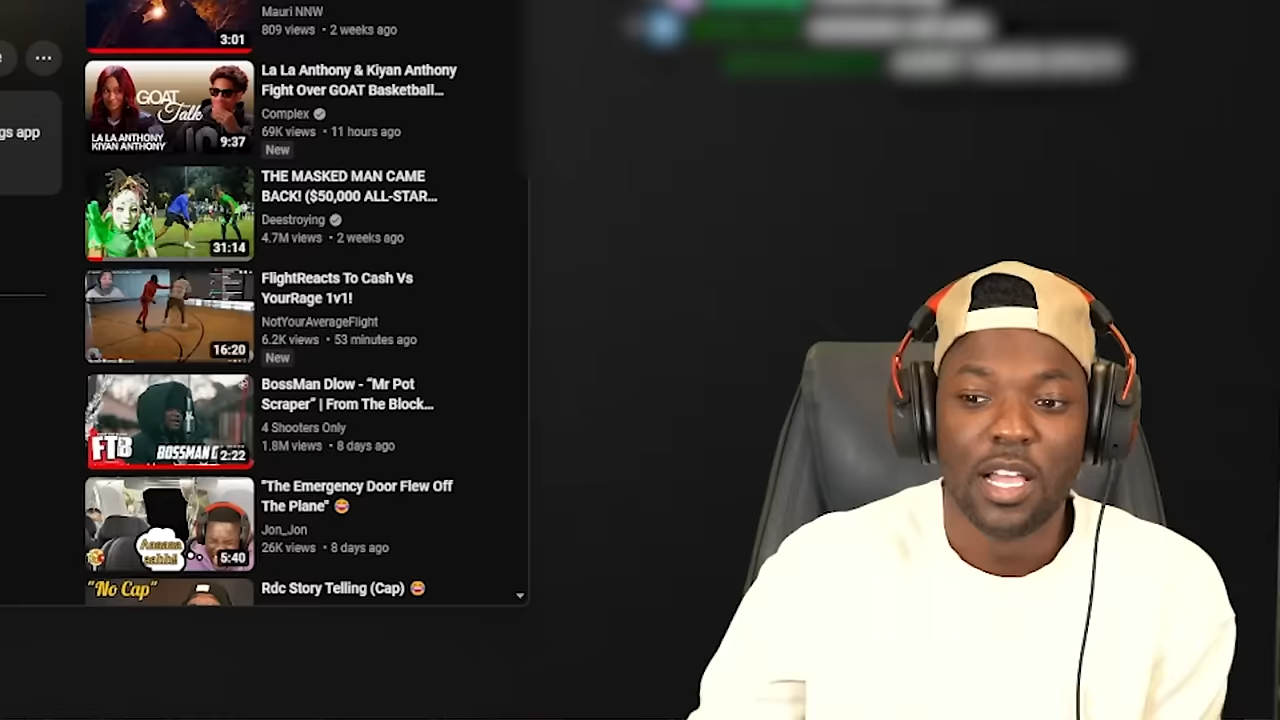 Mauri NNW
809 views • 2 weeks ago
3:01
La La Anthony & Kiyan Anthony
Fight Over GOAT Basketball...
Complex
69K views • 11 hours ago
New
GOAT
Talk
LA LA ANTHONY
KIYAN ANTHONY
9:37
gs app
THE MASKED MAN CAME
BACK! ($50,000 ALL-STAR...
Deestroying
4.7M views • 2 weeks ago
31:14
FlightReacts To Cash Vs
YourRage 1v1!
NotYourAverageFlight
6.2K views • 53 minutes ago
New
16:20
BossMan Dlow - "Mr Pot
Scraper" | From The Block...
4 Shooters Only
1.8M views • 8 days ago
FTB
BOSSMAN D
2:22
"The Emergency Door Flew Off
The Plane" 😂
Jon_Jon
26K views • 8 days ago
Aaaaaa
aahhh!
5:40
"No Cap"
Rdc Story Telling (Cap) 😂